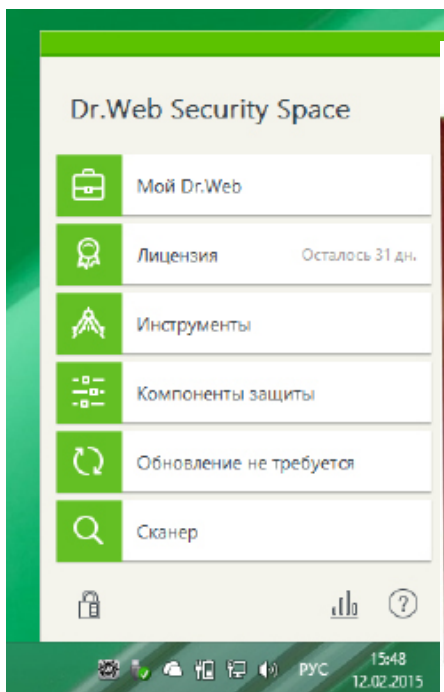 Dr.Web Security Space
Мой Dr.Web
Лицензия Осталось 31 дн.
Инструменты
Компоненты защиты
Обновление не требуется
Сканер
?
РУС 15:48
12.02.2015